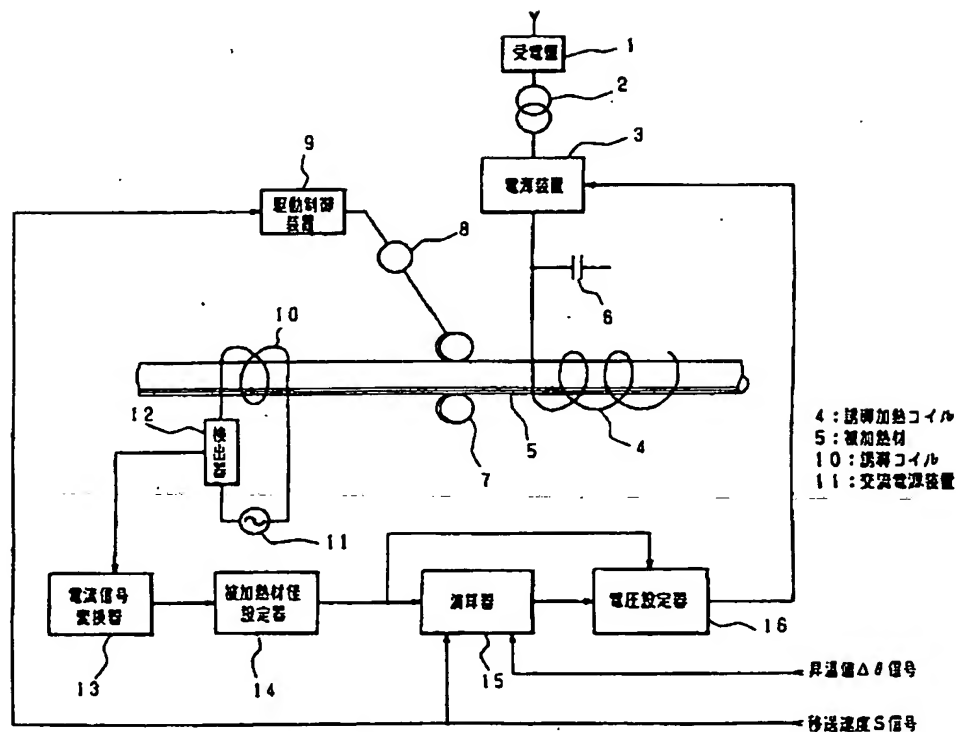 受電盤
1
2
3
電源装置
9
駆動制御
装置
8
6
10
12
検出器
5
4
7
4：誘導加熱コイル
5：被加熱材
10：誘導コイル
11：交流電源装置
11
電流信号
変換器
被加熱材径
設定器
演算器
電圧設定器
13
14
15
16
昇温値Δθ信号
移送速度S信号